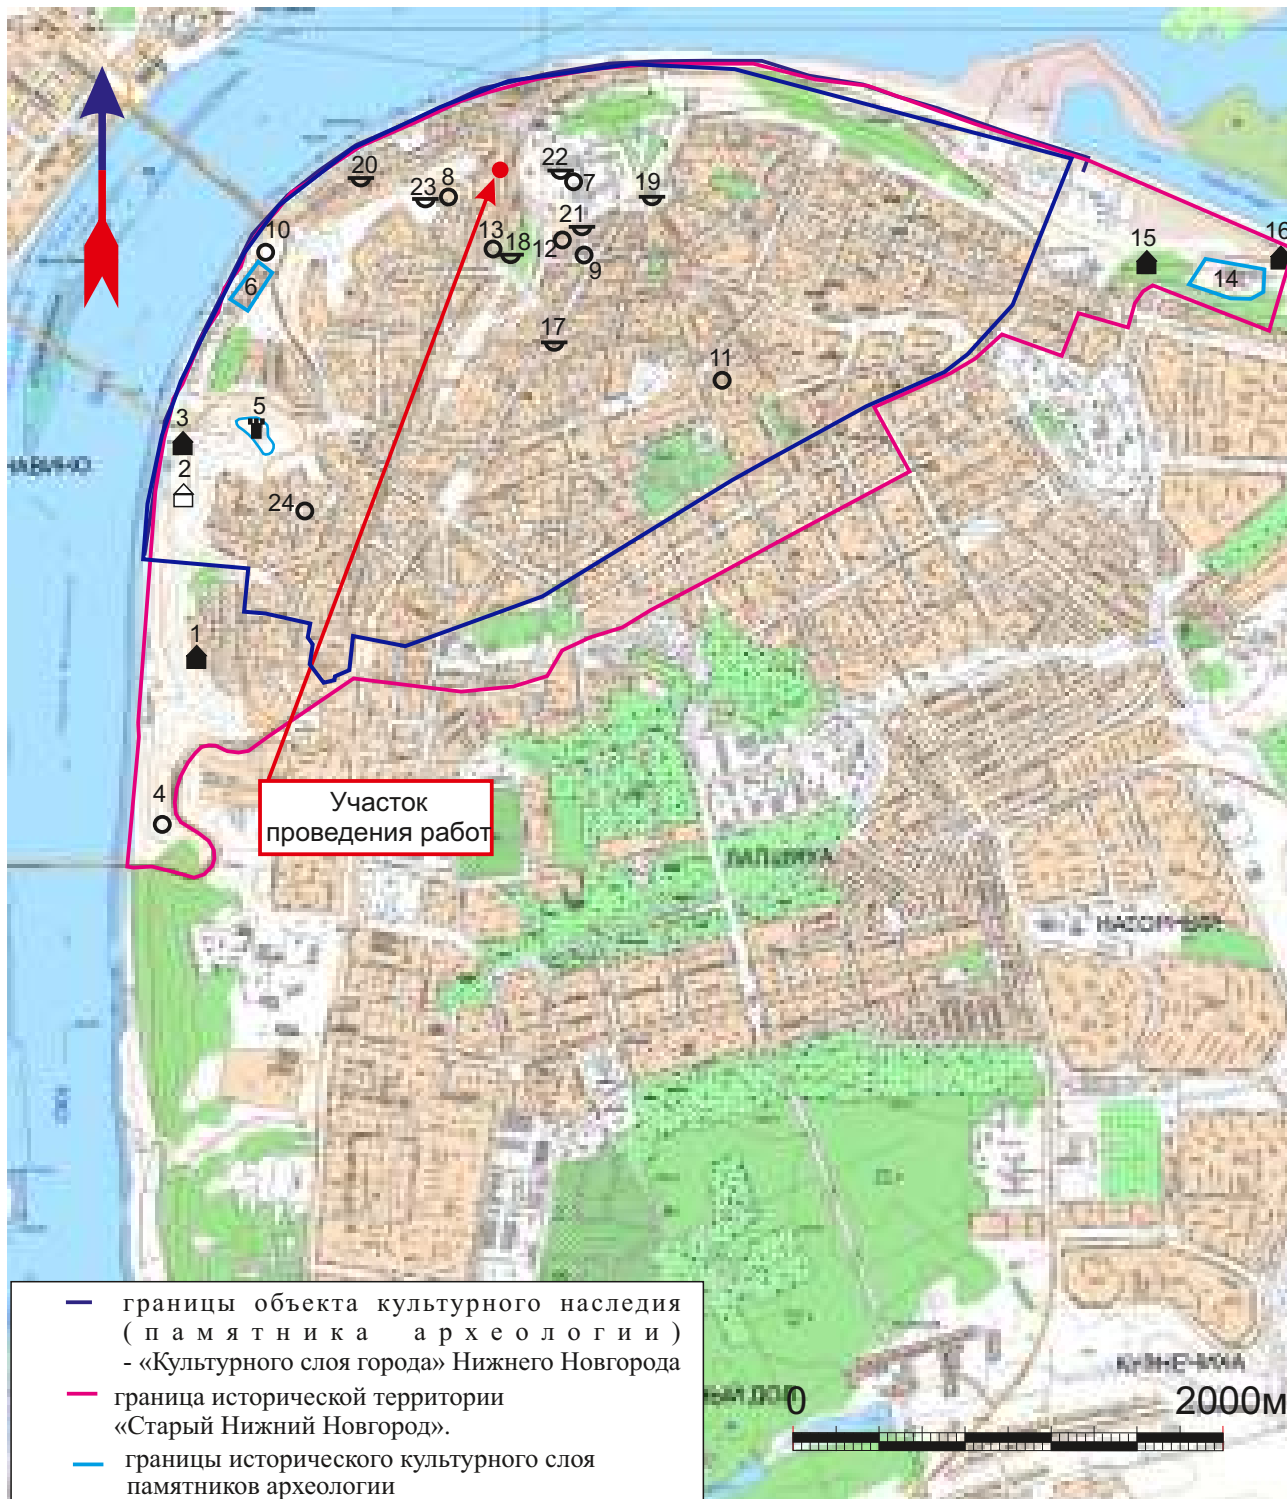 20
23
8
22
7
19
10
13
18
12
21
9
6
15
14
16
17
11
3
5
2
24
1
4
Участок
проведения работ
НАСОРНЫЙ
КУЗНЕЧИХА
0
2000м
границы объекта культурного наследия
(памятника археологии)
- «Культурного слоя города» Нижнего Новгорода
граница исторической территории
«Старый Нижний Новгород».
границы исторического культурного слоя
памятников археологии